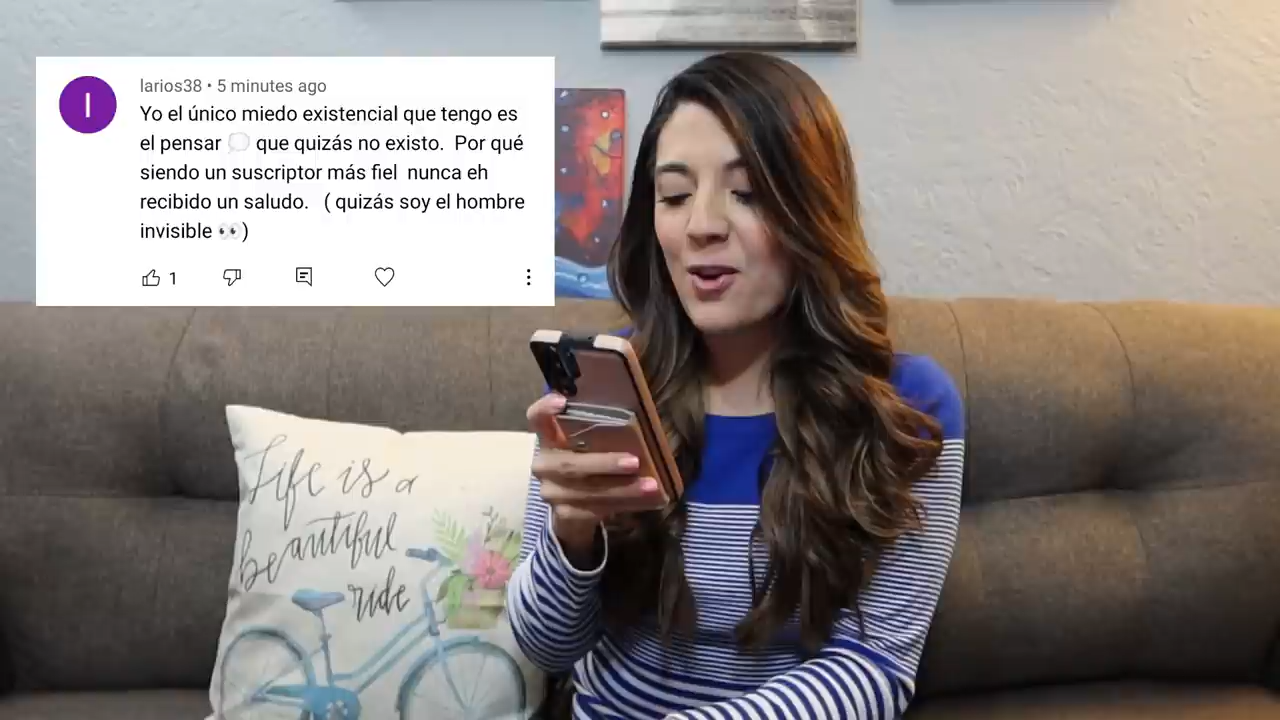 I
larios38 • 5 minutes ago
Yo el único miedo existencial que tengo es
el pensar 💭 que quizás no existo. Por qué
siendo un suscriptor más fiel nunca eh
recibido un saludo. ( quizás soy el hombre
invisible 👀)
1
Life is a
beautiful
ride